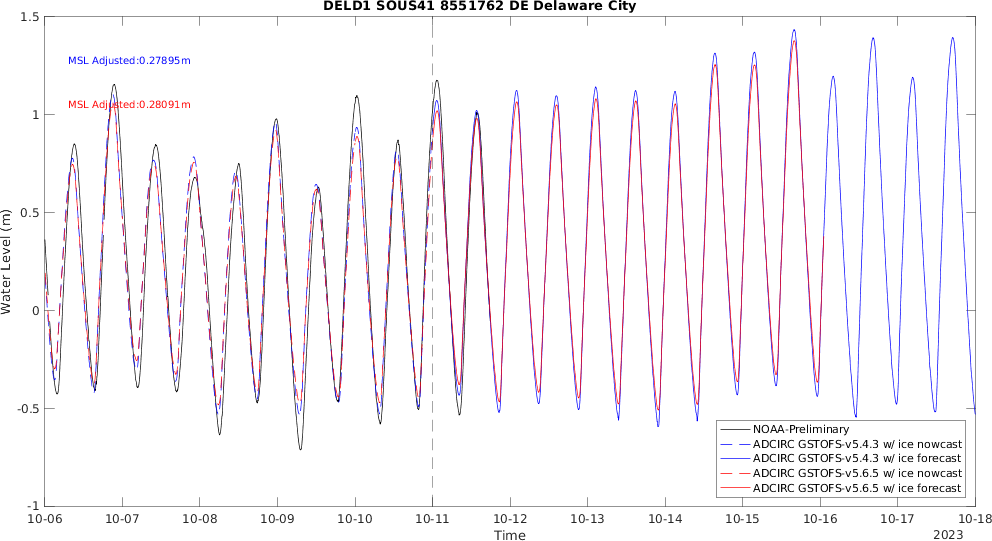 DELD1 SOUS41 8551762 DE Delaware City
1.5
MSL Adjusted:0.27895m
MSL Adjusted:0.28091m
1
0.5
Water Level (m)
0
-0.5
NOAA-Preliminary
ADCIRC GSTOFS-v5.4.3 w/ ice nowcast
ADCIRC GSTOFS-v5.4.3 w/ ice forecast
ADCIRC GSTOFS-v5.6.5 w/ ice nowcast
ADCIRC GSTOFS-v5.6.5 w/ ice forecast
-1
10-06 10-07 10-08 10-09 10-10 10-11 10-12 10-13 10-14 10-15 10-16 10-17 10-18
Time
2023